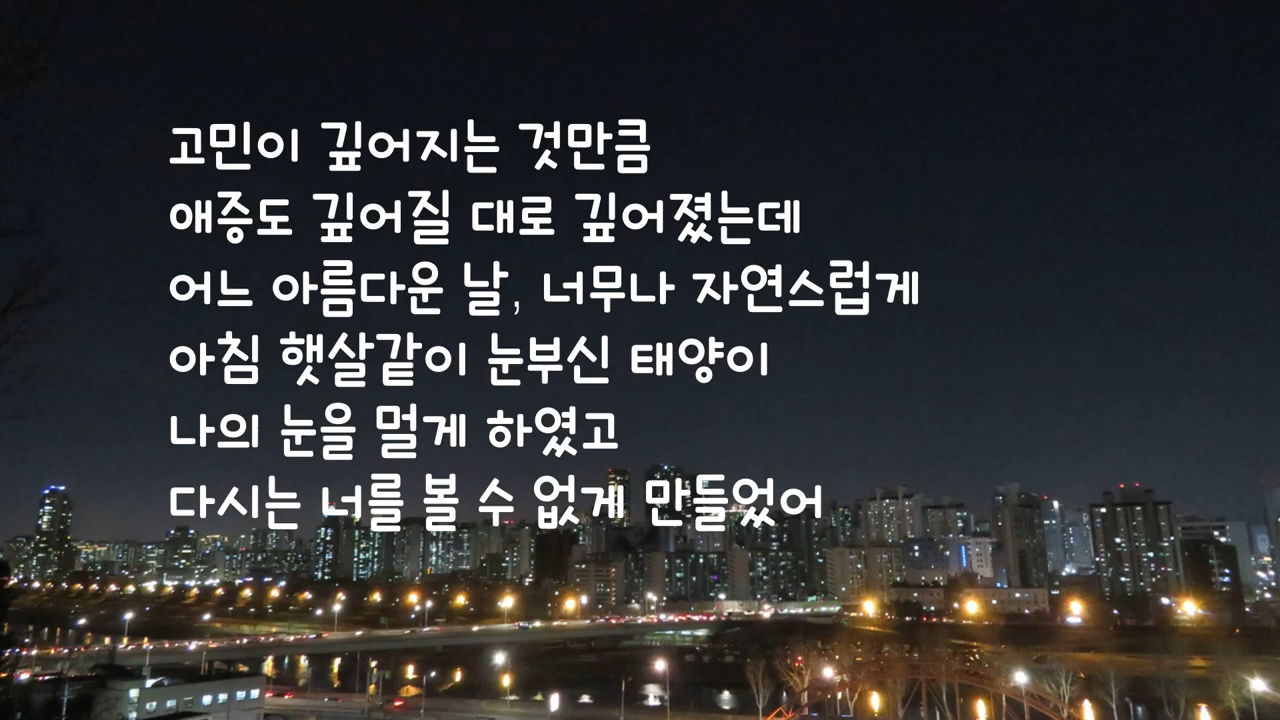 고민이 깊어지는 것만큼
애증도 깊어질 대로 깊어졌는데
어느 아름다운 날, 너무나 자연스럽게
아침 햇살같이 눈부신 태양이
나의 눈을 멀게 하였고
다시는 너를 볼 수 없게 만들었어